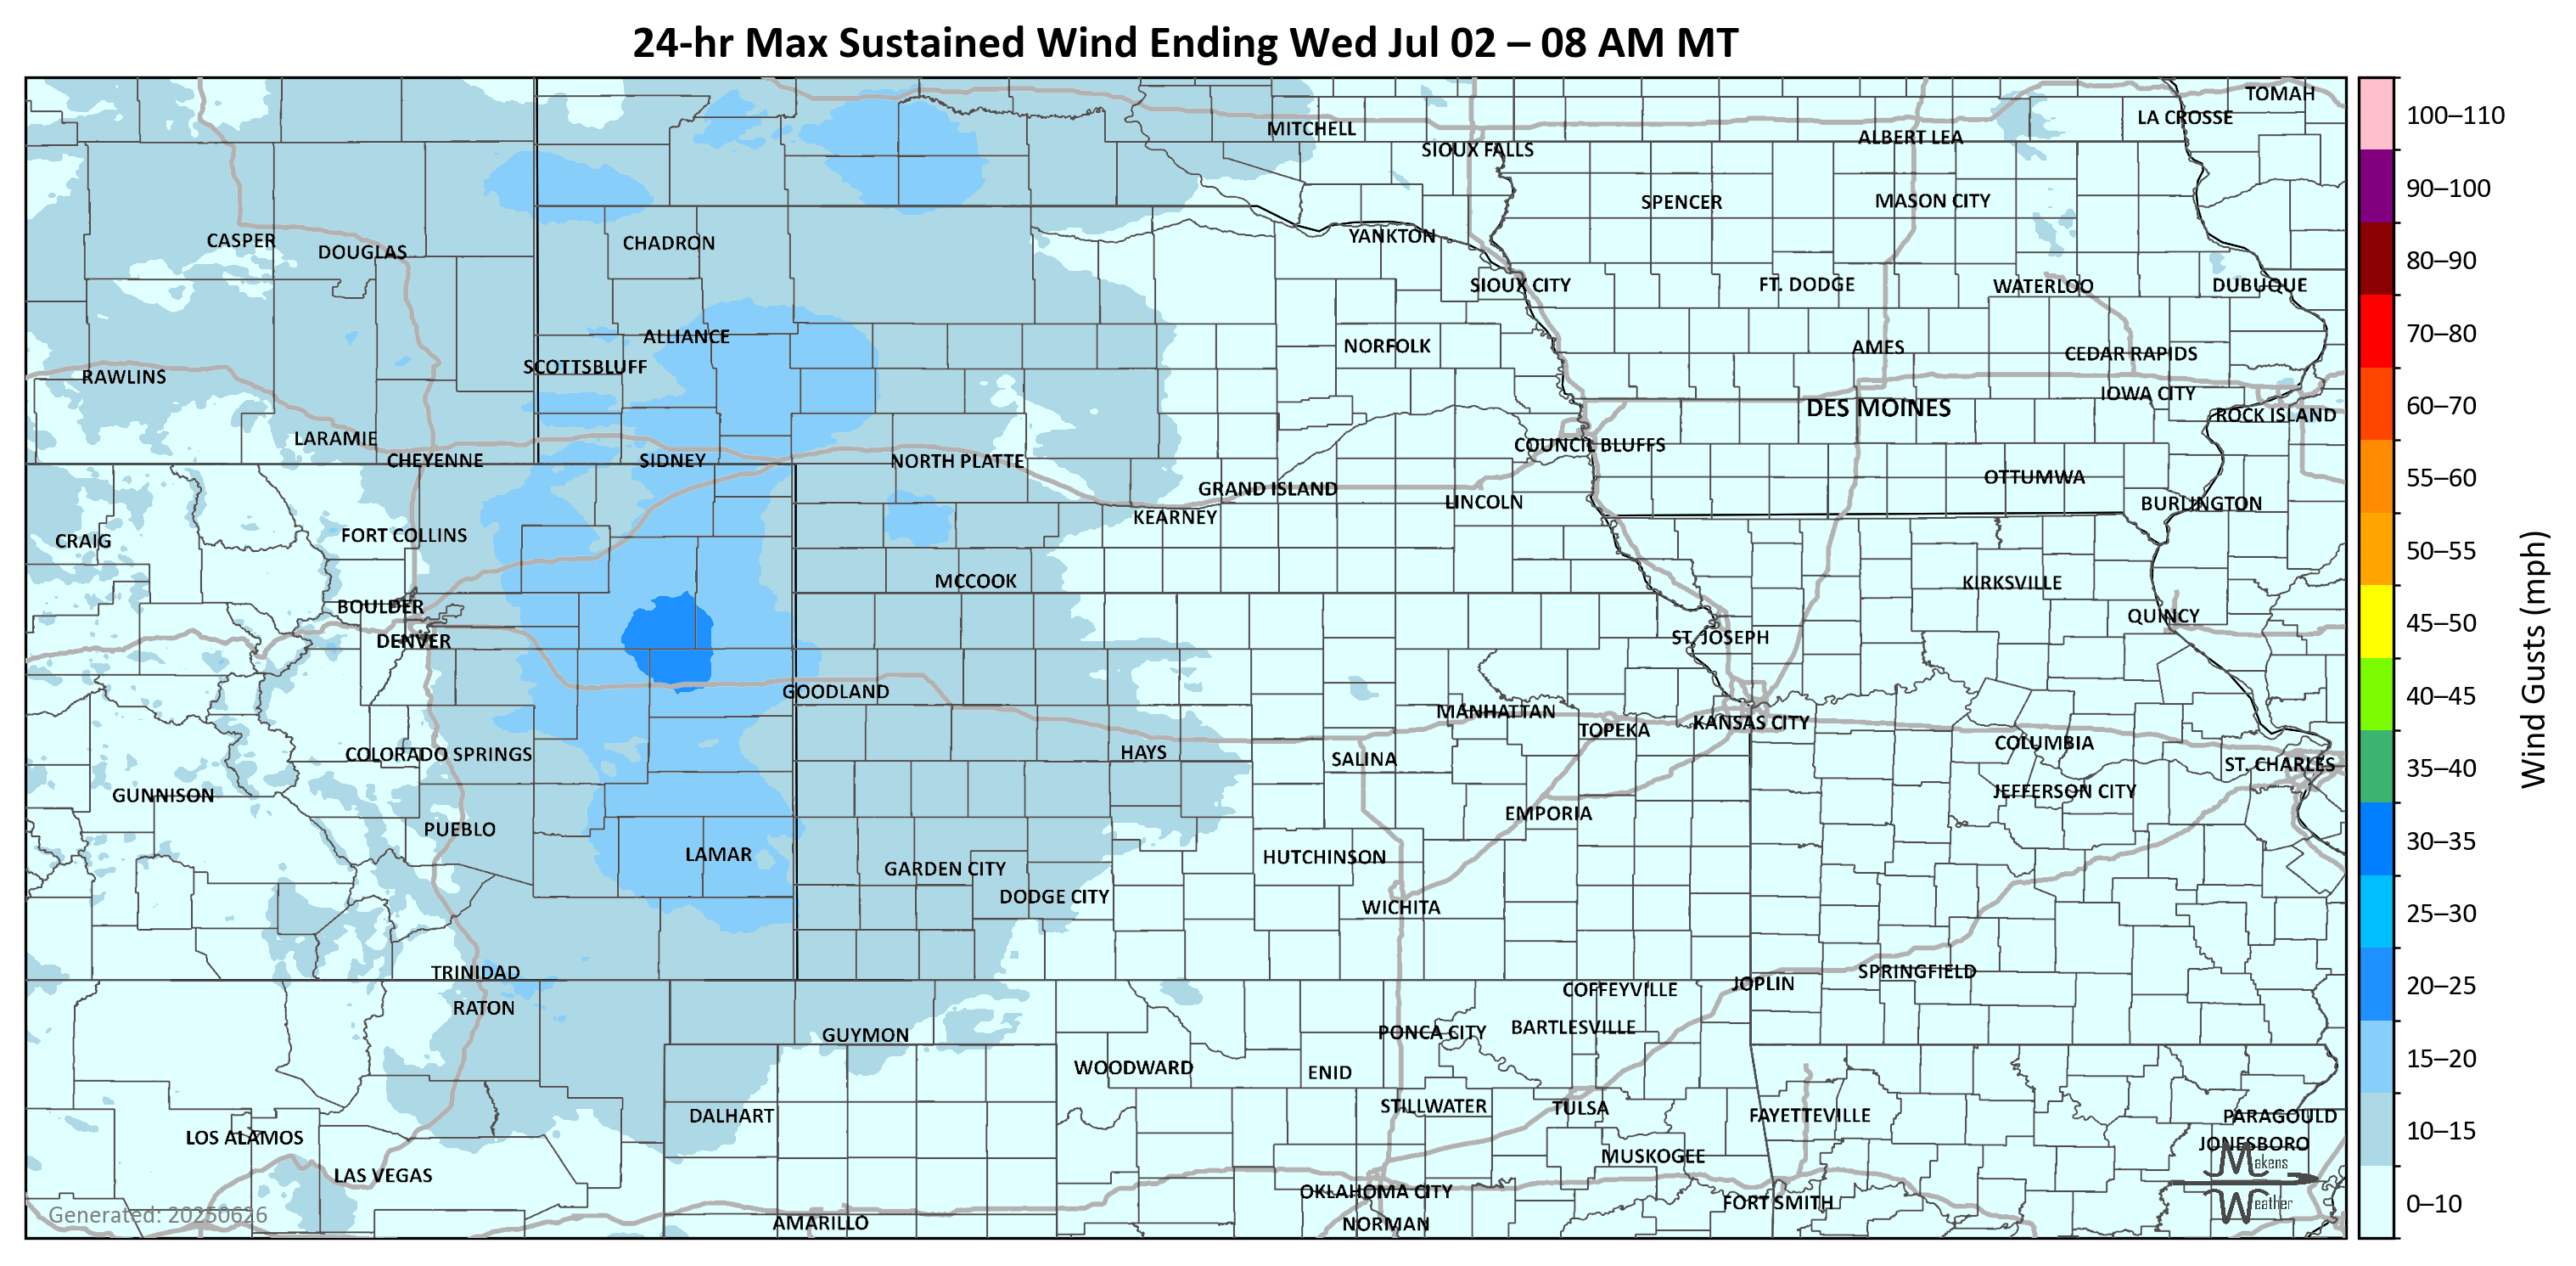 24-hr Max Sustained Wind Ending Wed Jul 02 – 08 AM MT
TOMAH
LA CROSSE
MITCHELL
ALBERT LEA
SIOUX FALLS
SPENCER
MASON CITY
CASPER
DOUGLAS
CHADRON
YANKTON
SIOUX CITY
FT. DODGE
WATERLOO
DUBUQUE
ALLIANCE
NORFOLK
AMES
CEDAR RAPIDS
SCOTTSBLUFF
RAWLINS
IOWA CITY
DES MOINES
ROCK ISLAND
LARAMIE
COUNCIL BLUFFS
CHEYENNE
SIDNEY
NORTH PLATTE
OTTUMWA
GRAND ISLAND
LINCOLN
BURLINGTON
KEARNEY
FORT COLLINS
CRAIG
MCCOOK
KIRKSVILLE
BOULDER
QUINCY
DENVER
ST. JOSEPH
GOODLAND
MANHATTAN
TOPEKA
KANSAS CITY
COLUMBIA
COLORADO SPRINGS
HAYS
SALINA
ST. CHARLES
GUNNISON
JEFFERSON CITY
EMPORIA
PUEBLO
LAMAR
HUTCHINSON
GARDEN CITY
DODGE CITY
WICHITA
TRINIDAD
SPRINGFIELD
JOPLIN
COFFEYVILLE
RATON
BARTLESVILLE
PONCA CITY
GUYMON
WOODWARD
ENID
STILLWATER
TULSA
DALHART
FAYETTEVILLE
PARAGOULD
LOS ALAMOS
JONESBORO
MUSKOGEE
LAS VEGAS
OKLAHOMA CITY
FORT SMITH
AMARILLO
NORMAN
Generated: 20250626
Makens
Weather
100–110
90–100
80–90
70–80
60–70
55–60
50–55
45–50
40–45
35–40
30–35
25–30
20–25
15–20
10–15
0–10
Wind Gusts (mph)